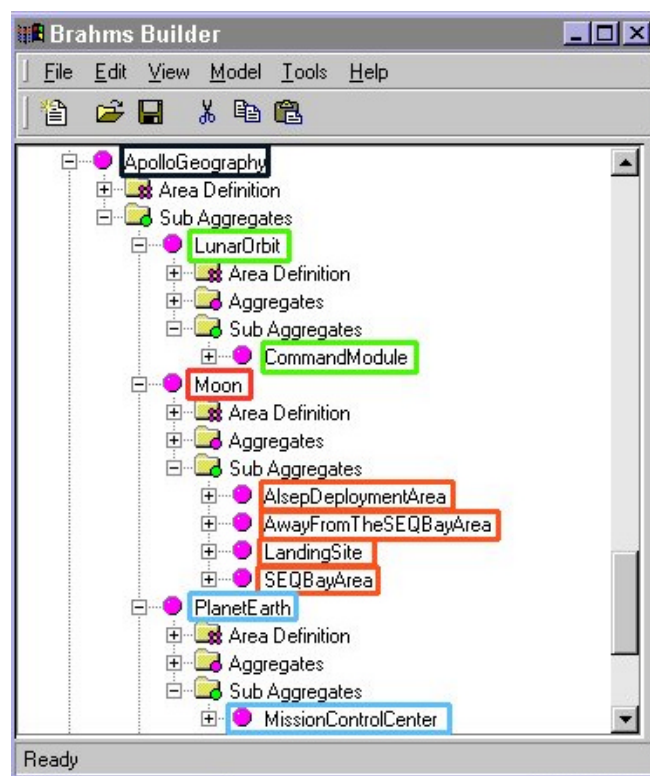 Brahms Builder
File Edit View Model Tools Help
ApolloGeography
Area Definition
Sub Aggregates
LunarOrbit
Area Definition
Aggregates
Sub Aggregates
CommandModule
Moon
Area Definition
Aggregates
Sub Aggregates
AlsepDeploymentArea
AwayFromTheSEQBayArea
LandingSite
SEQBayArea
PlanetEarth
Area Definition
Aggregates
Sub Aggregates
MissionControlCenter
Ready